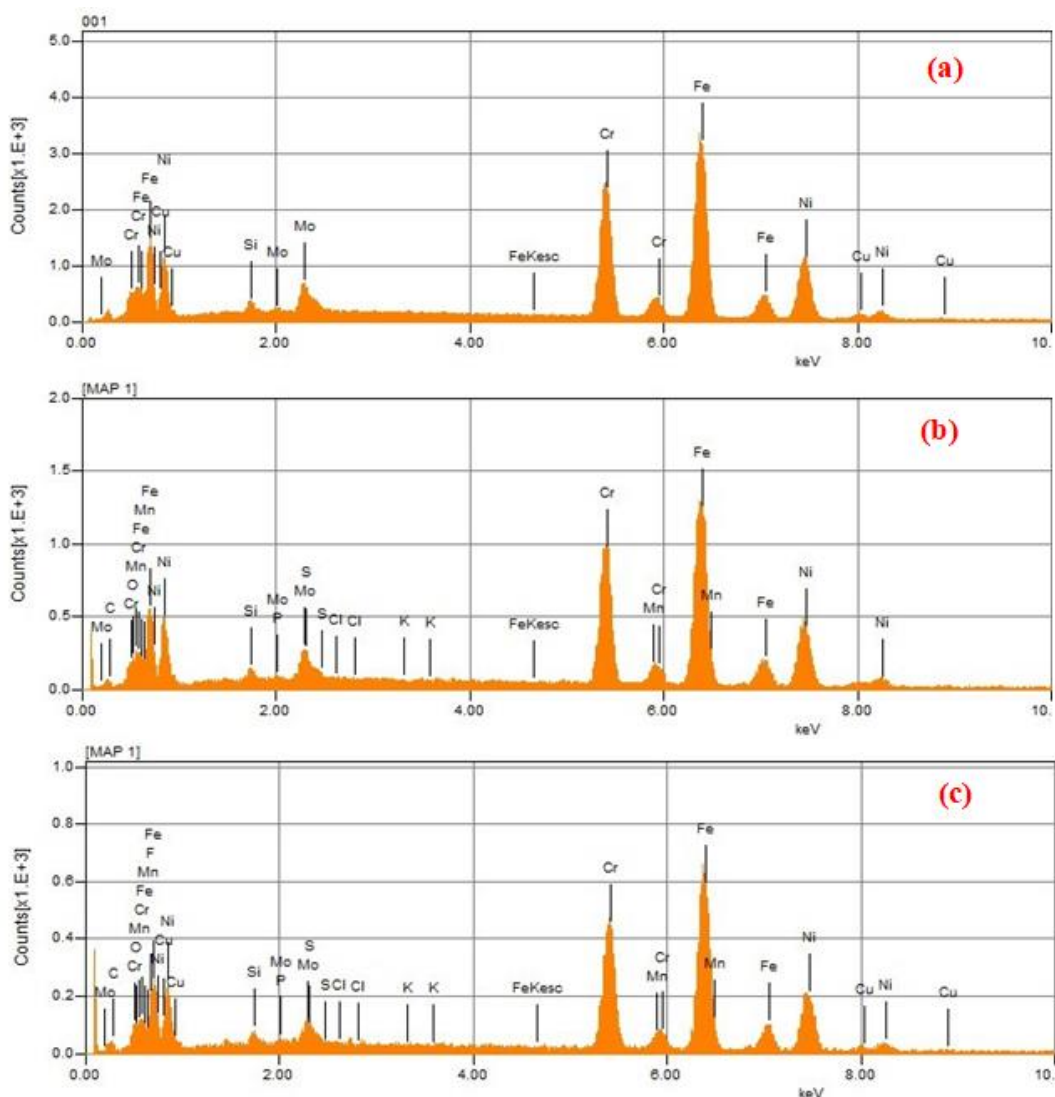 001
(a)
Counts[x1.E+3]
5.0
4.0
3.0
2.0
1.0
0.0
Fe
Cr
Ni
Fe
Fe
Cr
Cu
Cr
Ni
Cu
Mo
Si
Mo
Mo
FeKesc
Cr
Fe
Ni
Cu
Ni
Cu
0.00 2.00 4.00 6.00 8.00 10.
keV
[MAP 1]
(b)
Counts[x1.E+3]
2.0
1.5
1.0
0.5
0.0
Fe
Cr
Fe
Mn
Fe
Cr
Mn
Ni
O
Cr
Ni
C
Mo
Si
Mo
P
S
Mo
S
Cl
Cl
K
K
FeKesc
Cr
Mn
Mn
Fe
Ni
Ni
0.00 2.00 4.00 6.00 8.00 10.
keV
[MAP 1]
(c)
Counts[x1.E+3]
1.0
0.8
0.6
0.4
0.2
0.0
Fe
Cr
Fe
F
Mn
Fe
Cr
Mn
Ni
Cu
O
Cr
Ni
C
Cu
Mo
Si
Mo
P
S
Mo
S
Cl
Cl
K
K
FeKesc
Cr
Mn
Mn
Fe
Ni
Cu
Ni
Cu
0.00 2.00 4.00 6.00 8.00 10.
keV